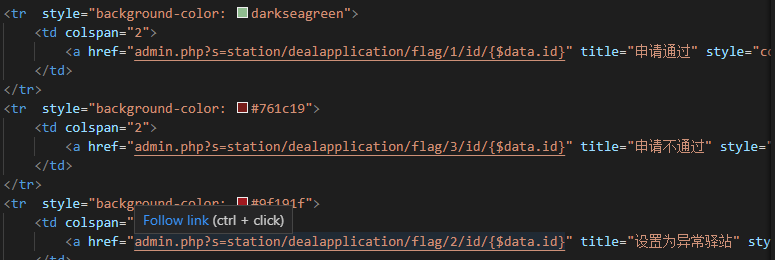 <tr  style="background-color: darkseagreen">
<td colspan="2">
<a href="admin.php?s=station/dealapplication/flag/1/id/{$data.id}" title="申请通过" style="co
</td>
</tr>
<tr  style="background-color: #761c19">
<td colspan="2">
<a href="admin.php?s=station/dealapplication/flag/3/id/{$data.id}" title="申请不通过" style="
</td>
</tr>
<tr  style="background-color: #9f191f">
<td colspan="
Follow link (ctrl + click)
<a href="admin.php?s=station/dealapplication/flag/2/id/{$data.id}" title="设置为异常驿站" sty
</td>